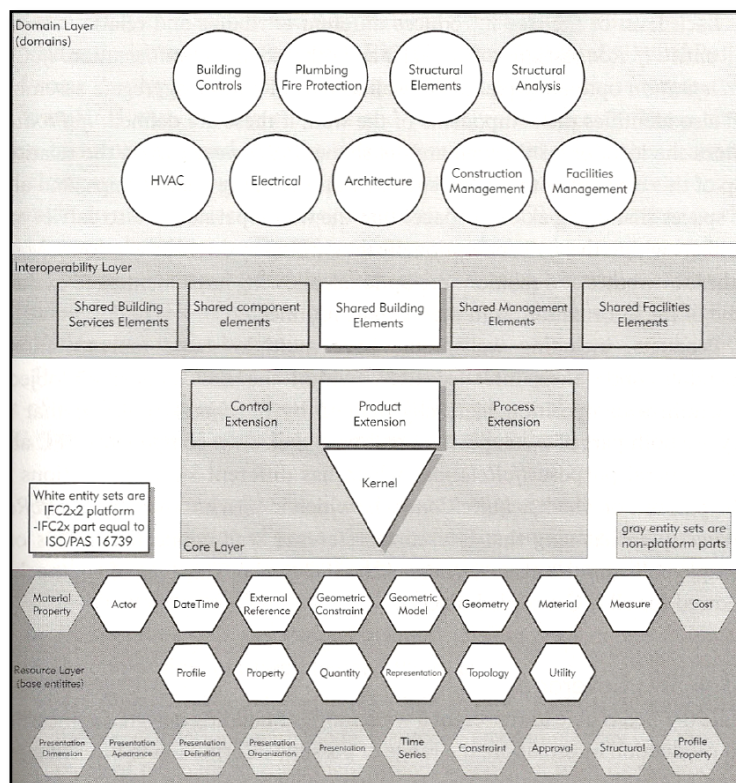 Domain Layer
(domains)
Building
Controls
Plumbing
Fire Protection
Structural
Elements
Structural
Analysis
HVAC
Electrical
Architecture
Construction
Management
Facilities
Management
Interoperability Layer
Shared Building
Services Elements
Shared component
elements
Shared Building
Elements
Shared Management
Elements
Shared Facilities
Elements
Control
Extension
Product
Extension
Process
Extension
Kernel
White entity sets are
IFC2x2 platform
-IFC2x part equal to
ISO/PAS 16739
Core Layer
gray entity sets are
non-platform parts
Material
Property
Actor
DateTime
External
Reference
Geometric
Constraint
Geometric
Model
Geometry
Material
Measure
Cost
Resource Layer
(base entitites)
Profile
Property
Quantity
Representation
Topology
Utility
Presentation
Dimension
Presentation
Apearance
Presentation
Definition
Presentation
Organization
Presentation
Time
Series
Constraint
Approval
Structural
Profile
Property